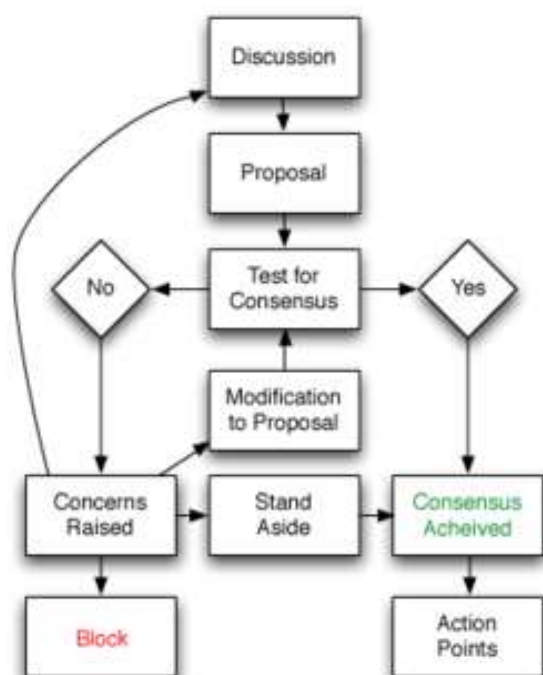 Discussion
Proposal
No
Test for
Consensus
Yes
Modification
to Proposal
Concerns
Raised
Stand
Aside
Consensus
Acheived
Block
Action
Points